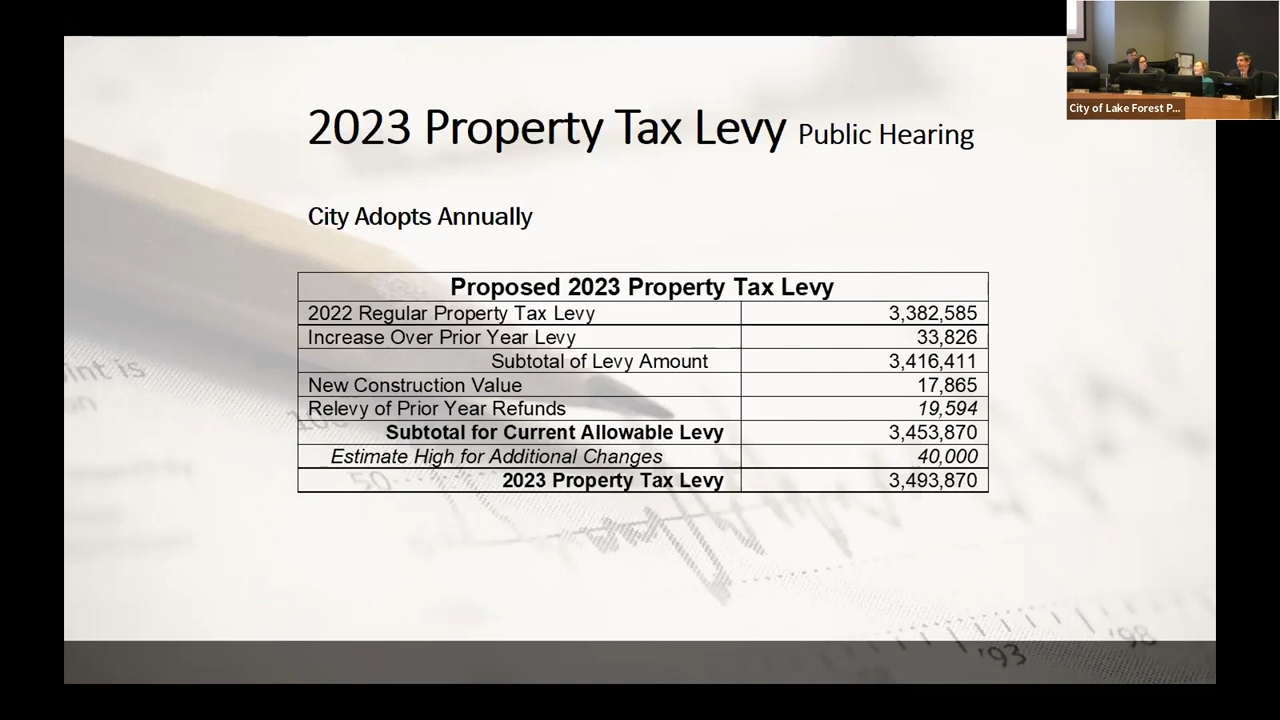 2023 Property Tax Levy Public Hearing
City of Lake Forest P...
City Adopts Annually
Proposed 2023 Property Tax Levy
2022 Regular Property Tax Levy 3,382,585
Increase Over Prior Year Levy 33,826
Subtotal of Levy Amount 3,416,411
New Construction Value 17,865
Relevy of Prior Year Refunds 19,594
Subtotal for Current Allowable Levy 3,453,870
Estimate High for Additional Changes 40,000
2023 Property Tax Levy 3,493,870
50
'93
'98